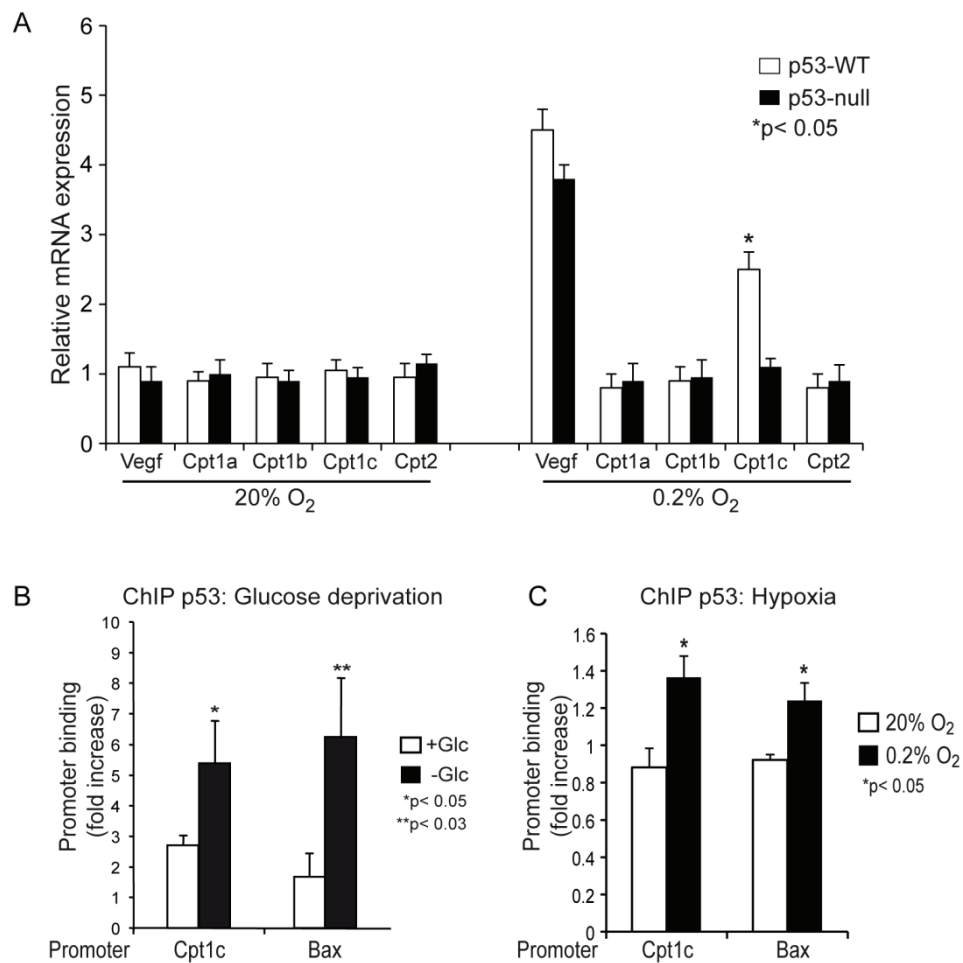 A
Relative mRNA expression
6
5
4
3
2
1
0
p53-WT
p53-null
*p< 0.05
*
Vegf Cpt1a Cpt1b Cpt1c Cpt2 Vegf Cpt1a Cpt1b Cpt1c Cpt2
20% O2 0.2% O2
B
ChIP p53: Glucose deprivation
Promoter binding
(fold increase)
10
9
8
7
6
5
4
3
2
1
0
*
**
+Glc
-Glc
*p< 0.05
**p< 0.03
Promoter Cpt1c Bax
C
ChIP p53: Hypoxia
Promoter binding
(fold increase)
1.6
1.4
1.2
1
0.8
0.6
0.4
0.2
0
*
*
20% O2
0.2% O2
*p< 0.05
Promoter Cpt1c Bax